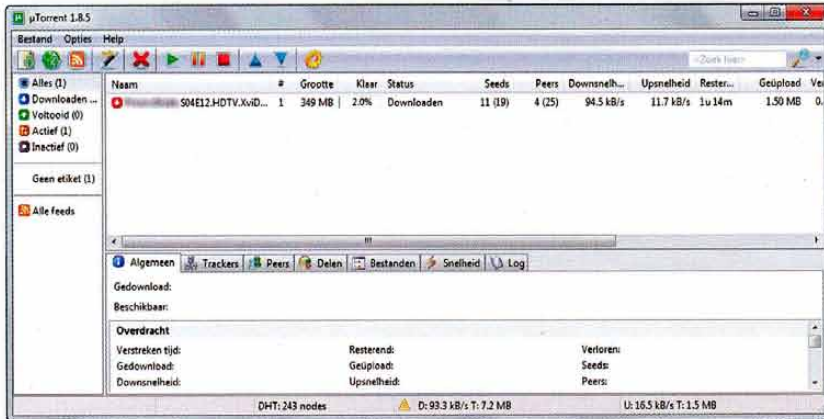 µTorrent 1.8.5
Bestand Opties Help
Alles (1)
Downloaden ...
Voltooid (0)
Actief (1)
Inactief (0)
Geen etiket (1)
Alle feeds
Naam # Grootte Klaar Status Seeds Peers Downsnelh... Upsnelheid Rester... Geüpload
S04E12.HDTV.XviD... 1 349 MB 2.0% Downloaden 11 (19) 4 (25) 94.5 kB/s 11.7 kB/s 1u 14m 1.50 MB 0.
Algemeen Trackers Peers Delen Bestanden Snelheid Log
Gedownload:
Beschikbaar:
Overdracht
Verstreken tijd: Resterend: Verloren:
Gedownload: Geüpload: Seeds:
Downsnelheid: Upsnelheid: Peers:
DHT: 243 nodes D: 93.3 kB/s T: 7.2 MB U: 16.5 kB/s T: 1.5 MB